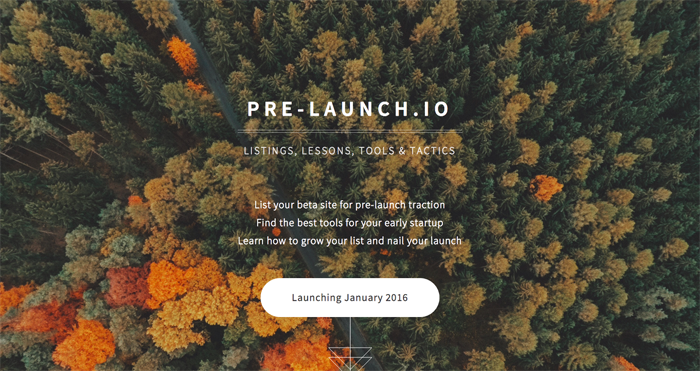 PRE-LAUNCH.IO
LISTINGS, LESSONS, TOOLS & TACTICS
List your beta site for pre-launch traction
Find the best tools for your early startup
Learn how to grow your list and nail your launch
Launching January 2016